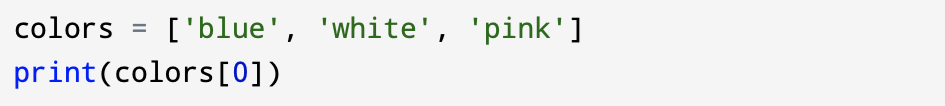 colors = ['blue', 'white', 'pink']
print(colors[0])